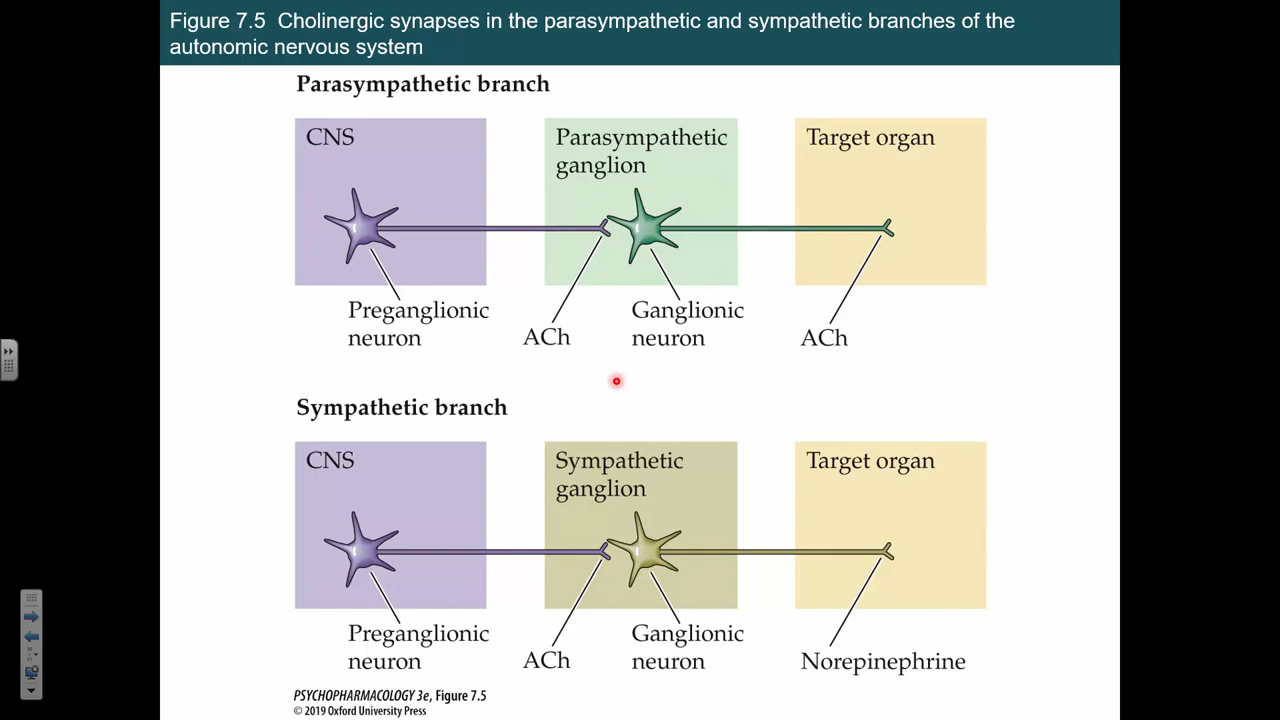 Figure 7.5 Cholinergic synapses in the parasympathetic and sympathetic branches of the
autonomic nervous system
Parasympathetic branch
CNS
Parasympathetic
ganglion
Target organ
Preganglionic
neuron
ACh
Ganglionic
neuron
ACh
Sympathetic branch
CNS
Sympathetic
ganglion
Target organ
Preganglionic
neuron
ACh
Ganglionic
neuron
Norepinephrine
PSYCHOPHARMACOLOGY 3e, Figure 7.5
© 2019 Oxford University Press